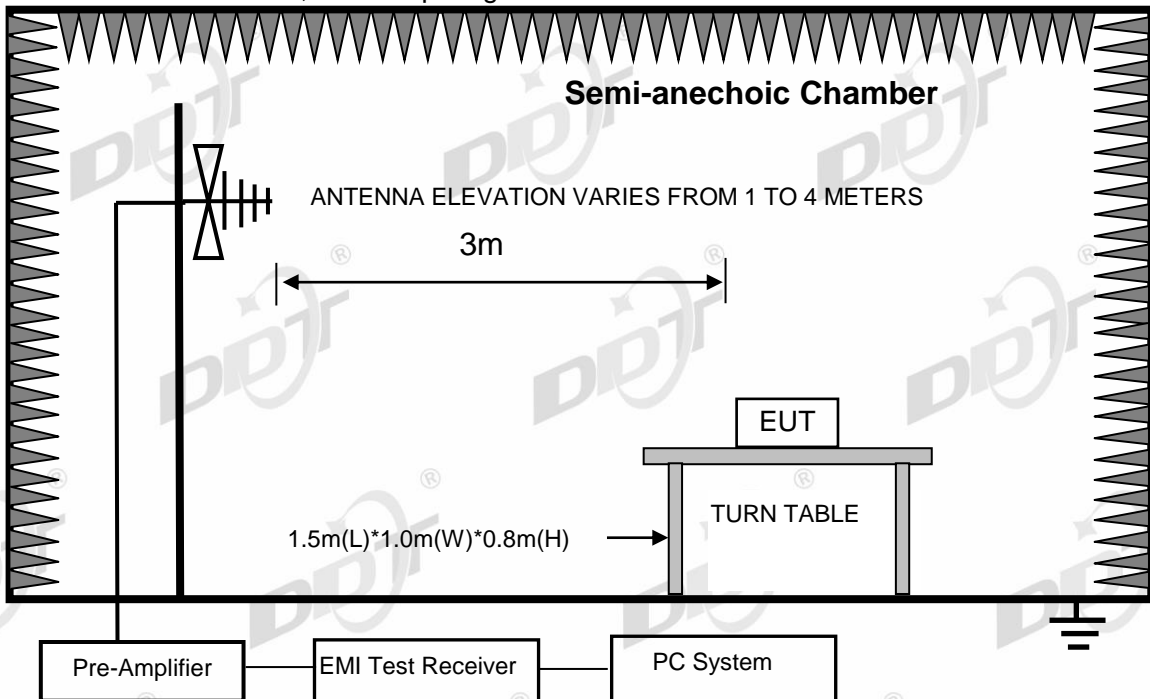 Semi-anechoic Chamber
ANTENNA ELEVATION VARIES FROM 1 TO 4 METERS
3m
EUT
TURN TABLE
1.5m(L)*1.0m(W)*0.8m(H)
Pre-Amplifier
EMI Test Receiver
PC System
DDT